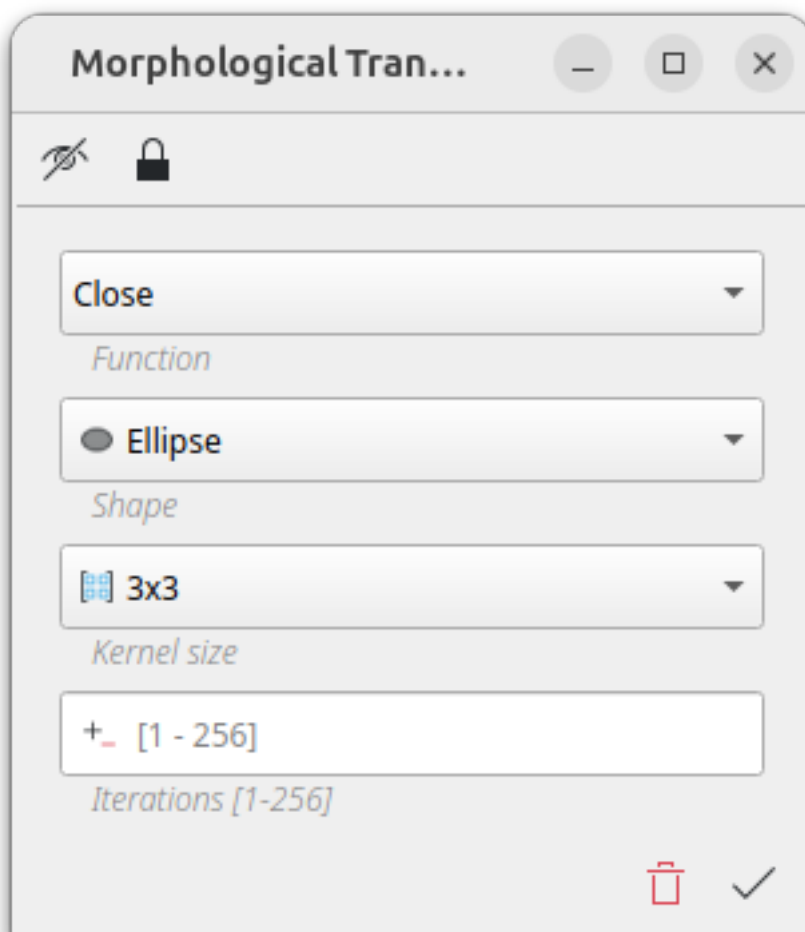 Morphological Tran...
Close
Function
Ellipse
Shape
3x3
Kernel size
[1 - 256]
Iterations [1-256]